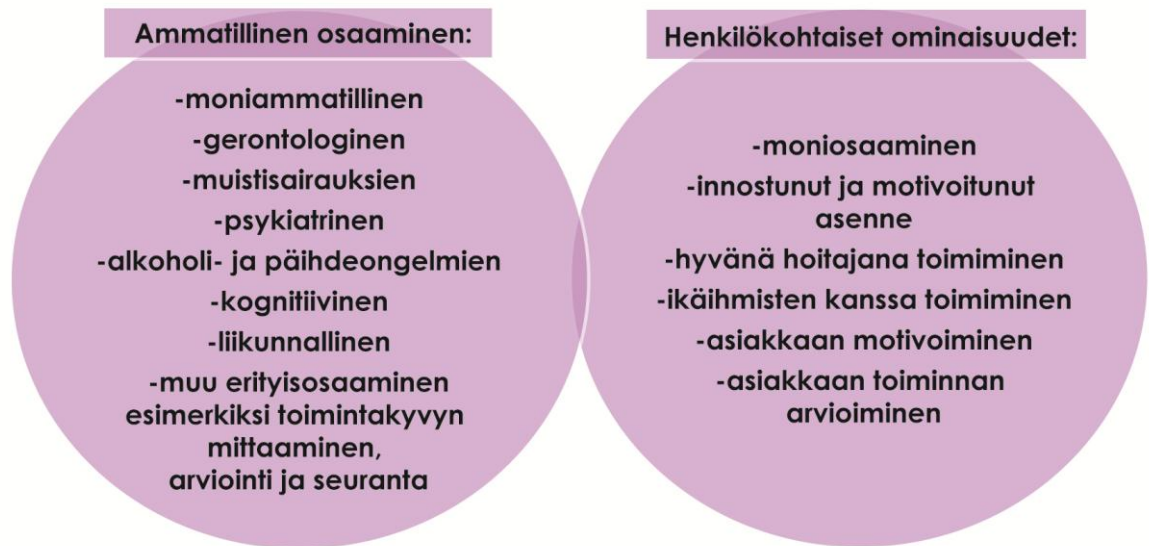 Ammatillinen osaaminen:
-moniammatillinen
-gerontologinen
-muistisairauksien
-psykiatrinen
-alkoholi- ja päihdeongelmien
-kognitiivinen
-liikunnallinen
-muu erityisosaaminen
esimerkiksi toimintakyvyn
mittaaminen,
arviointi ja seuranta
Henkilökohtaiset ominaisuudet:
-moniosaaminen
-innostunut ja motivoitunut
asenne
-hyvänä hoitajana toimiminen
-ikäihmisten kanssa toimiminen
-asiakkaan motivoiminen
-asiakkaan toiminnan
arvioiminen